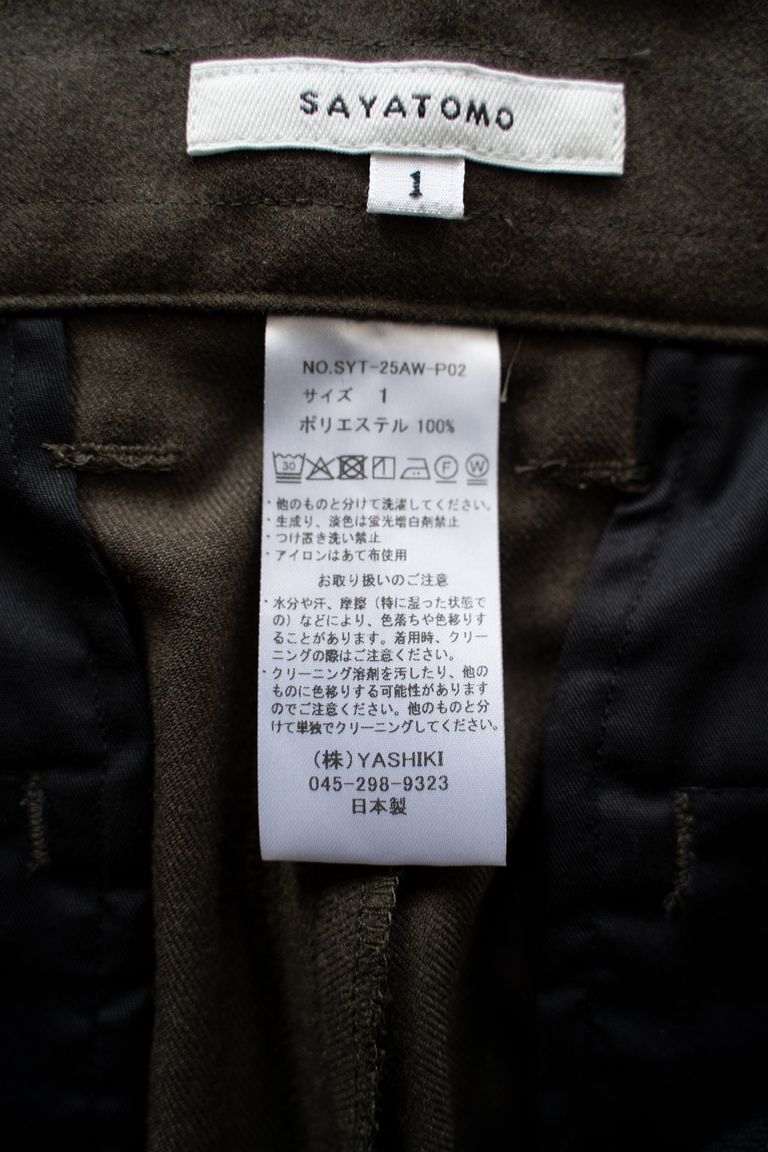 SAYATOMO
1
NO.SYT-25AW-P02
サイズ 1
ポリエステル 100%
30 F W
・他のものと分けて洗濯してください。
・生成り、淡色は蛍光増白剤禁止
・つけ置き洗い禁止
・アイロンはあて布使用
お取り扱いのご注意
・水分や汗、摩擦（特に湿った状態で
の）などにより、色落ちや色移りす
ることがあります。着用時、クリー
ニングの際はご注意ください。
・クリーニング溶剤を汚したり、他の
ものに色移りする可能性があります
のでご注意ください。他のものと分
けて単独でクリーニングしてください。
(株)YASHIKI
045-298-9323
日本製